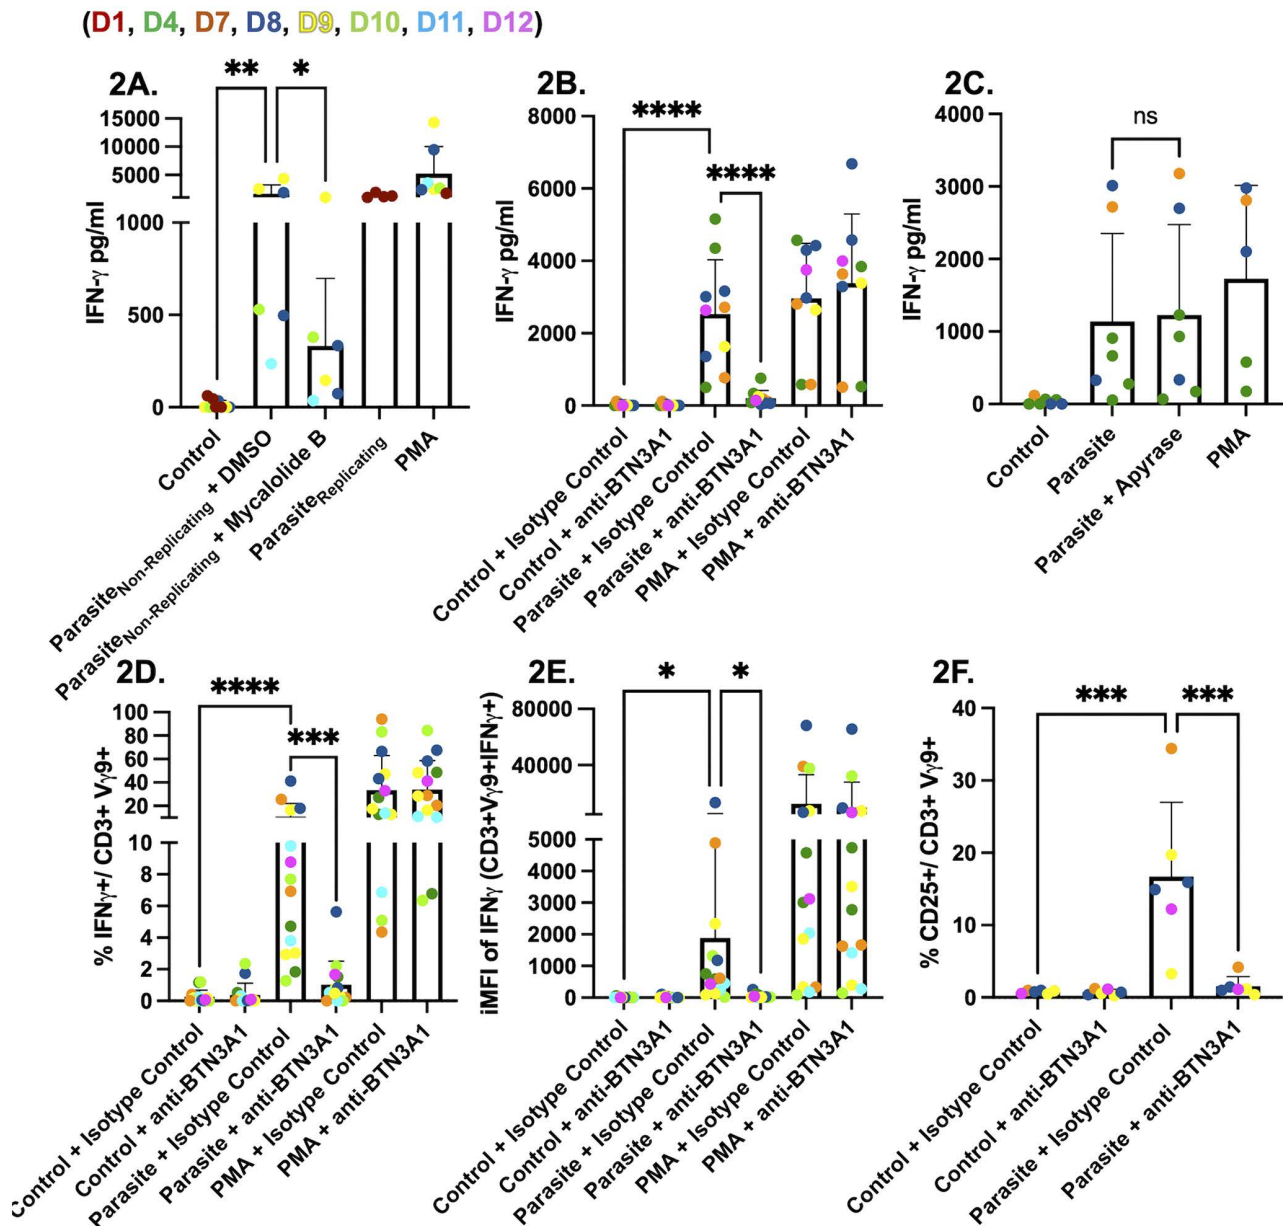 (D1, D4, D7, D8, D9, D10, D11, D12)
2A.
** *
IFN-γ pg/ml
15000
10000
5000
1000
500
0
Control
Parasite Non-Replicating + DMSO
Parasite Non-Replicating + Mycalolide B
Parasite Replicating
PMA
2B.
****
****
IFN-γ pg/ml
8000
6000
4000
2000
0
Control + Isotype Control
Control + anti-BTN3A1
Parasite + Isotype Control
Parasite + anti-BTN3A1
PMA + Isotype Control
PMA + anti-BTN3A1
2C.
ns
IFN-γ pg/ml
4000
3000
2000
1000
0
Control
Parasite
Parasite + Apyrase
PMA
2D.
****
***
% IFNγ+/ CD3+ Vγ9+
100
80
60
40
20
10
8
6
4
2
0
Control + Isotype Control
Control + anti-BTN3A1
Parasite + Isotype Control
Parasite + anti-BTN3A1
PMA + Isotype Control
PMA + anti-BTN3A1
2E.
* *
iMFI of IFNγ (CD3+Vγ9+IFNγ+)
80000
40000
5000
4000
3000
2000
1000
0
Control + Isotype Control
Control + anti-BTN3A1
Parasite + Isotype Control
Parasite + anti-BTN3A1
PMA + Isotype Control
PMA + anti-BTN3A1
2F.
*** ***
% CD25+/ CD3+ Vγ9+
40
30
20
10
0
Control + Isotype Control
Control + anti-BTN3A1
Parasite + Isotype Control
Parasite + anti-BTN3A1